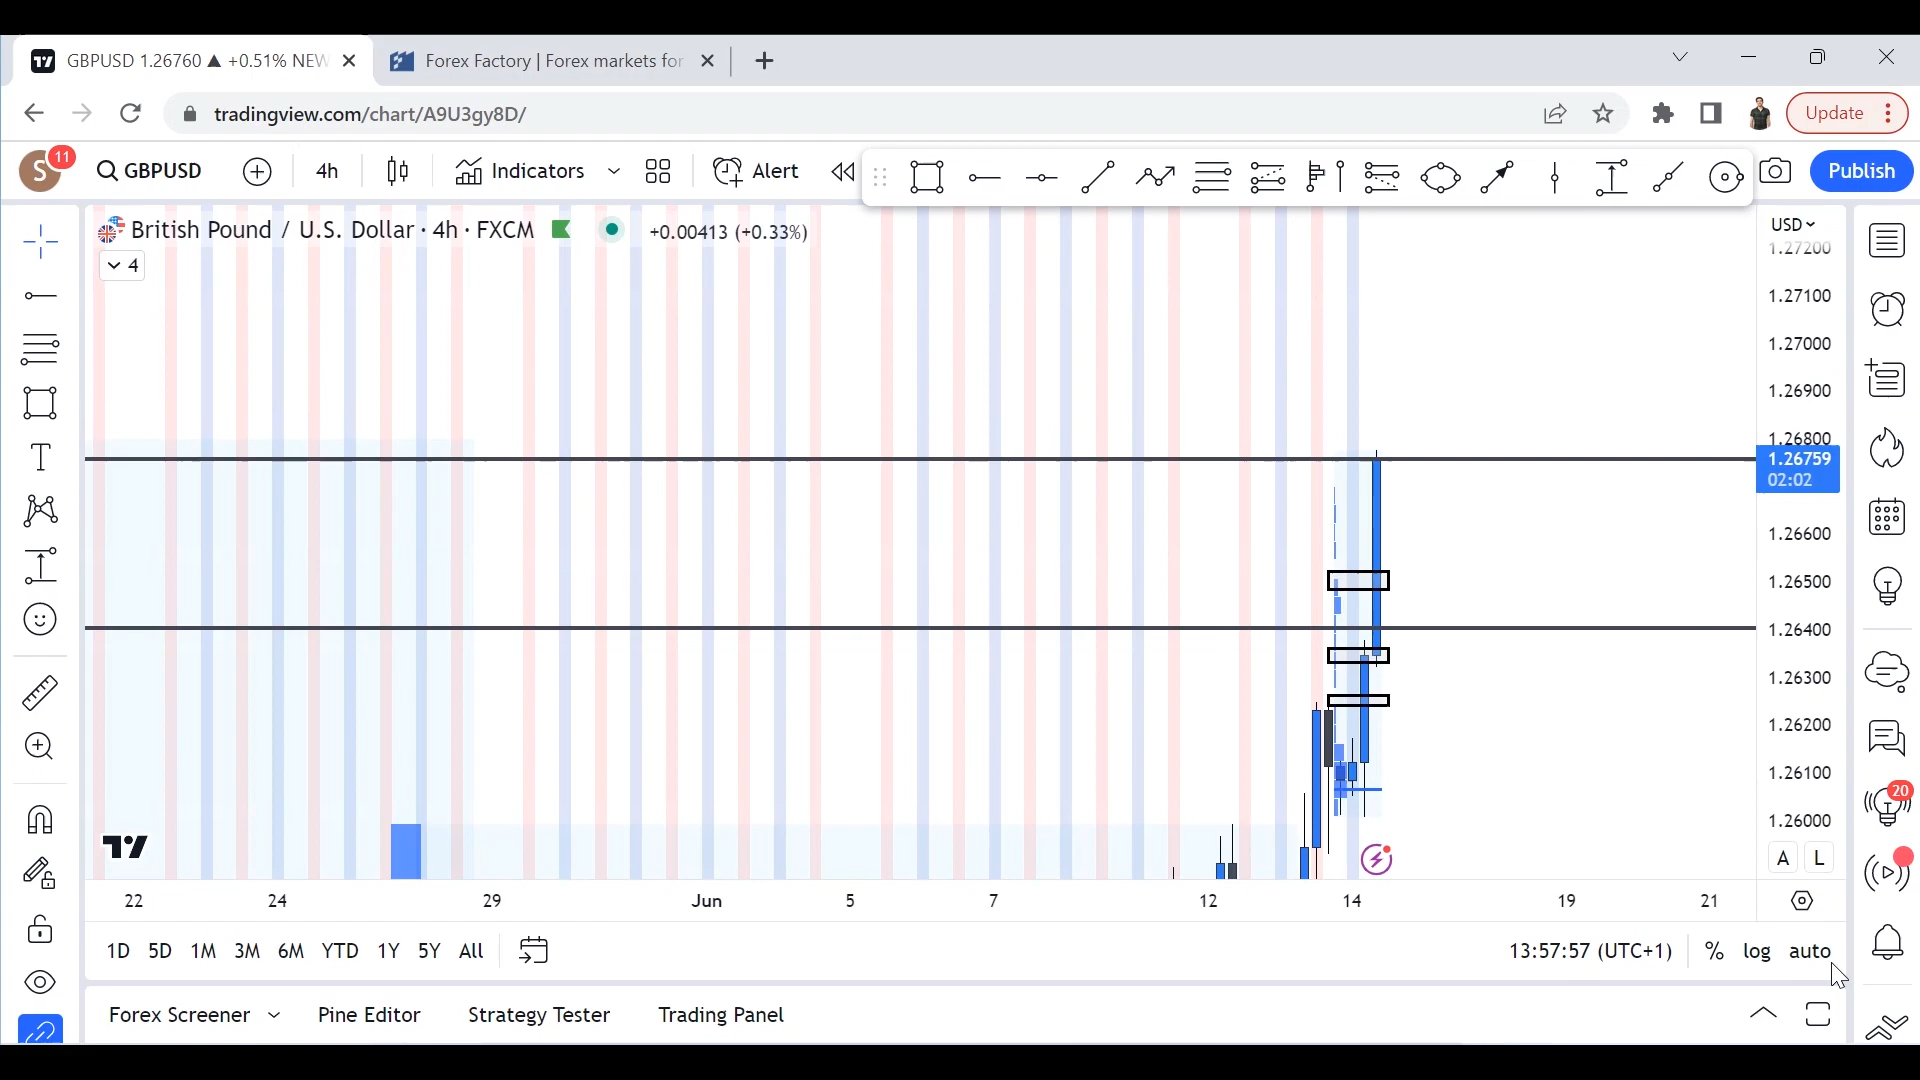 GBPUSD 1.26760 ▲ +0.51% NEW
Forex Factory | Forex markets for
tradingview.com/chart/A9U3gy8D/
Update
S
11
GBPUSD
4h
Indicators
Alert
Publish
British Pound / U.S. Dollar · 4h · FXCM
+0.00413 (+0.33%)
4
USD
1.27200
1.27100
1.27000
1.26900
1.26800
1.26759
02:02
1.26600
1.26500
1.26400
1.26300
1.26200
1.26100
1.26000
20
A L
22 24 29 Jun 5 7 12 14 19 21
1D 5D 1M 3M 6M YTD 1Y 5Y All
13:57:57 (UTC+1) % log auto
Forex Screener Pine Editor Strategy Tester Trading Panel